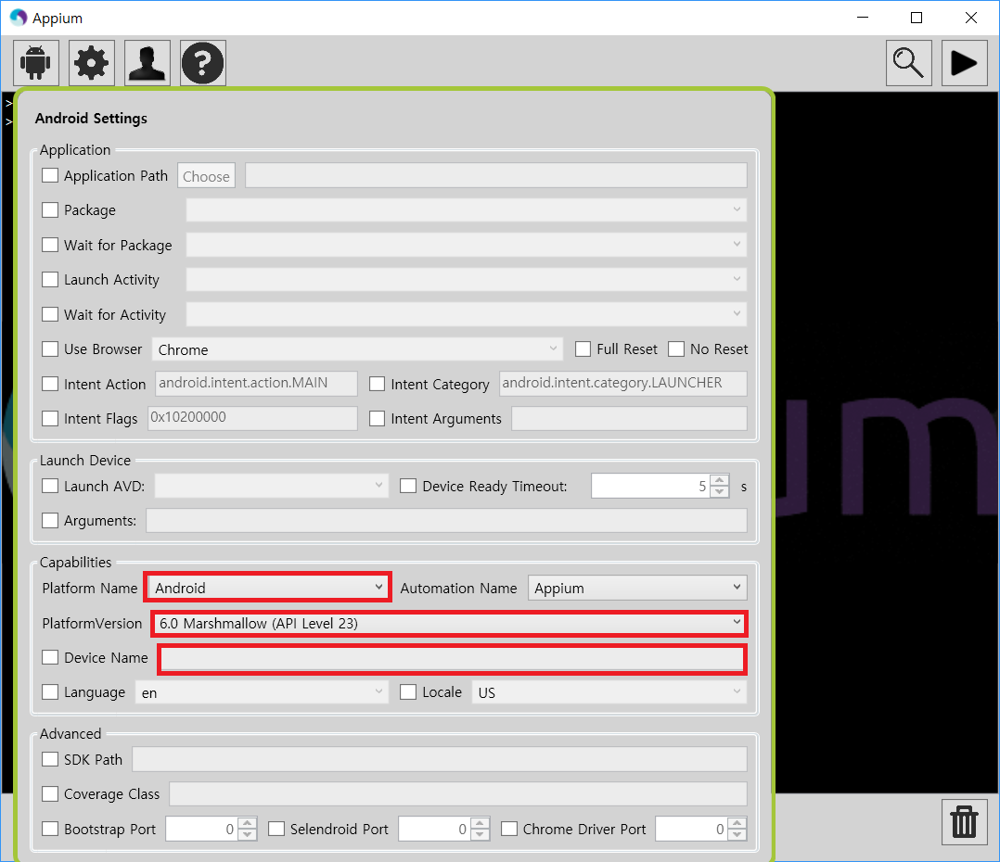 Appium
?
>
>
Android Settings
Application
Application Path Choose
Package
Wait for Package
Launch Activity
Wait for Activity
Use Browser Chrome Full Reset No Reset
Intent Action android.intent.action.MAIN Intent Category android.intent.category.LAUNCHER
Intent Flags 0x10200000 Intent Arguments
Launch Device
Launch AVD: Device Ready Timeout: 5 s
Arguments:
Capabilities
Platform Name Android Automation Name Appium
PlatformVersion 6.0 Marshmallow (API Level 23)
Device Name
Language en Locale US
Advanced
SDK Path
Coverage Class
Bootstrap Port 0 Selendroid Port 0 Chrome Driver Port 0